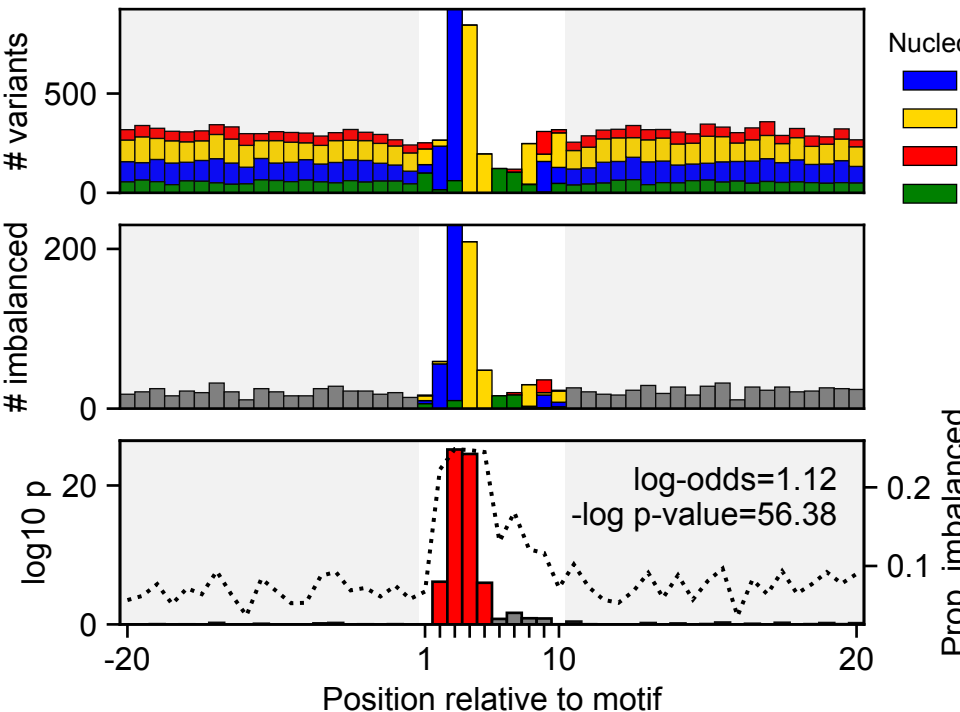 # variants
500
0
Nucleo
# imbalanced
200
0
log10 p
20
0
log-odds=1.12
-log p-value=56.38
0.2
0.1
Prop. imbalanced
-20
1
10
20
Position relative to motif